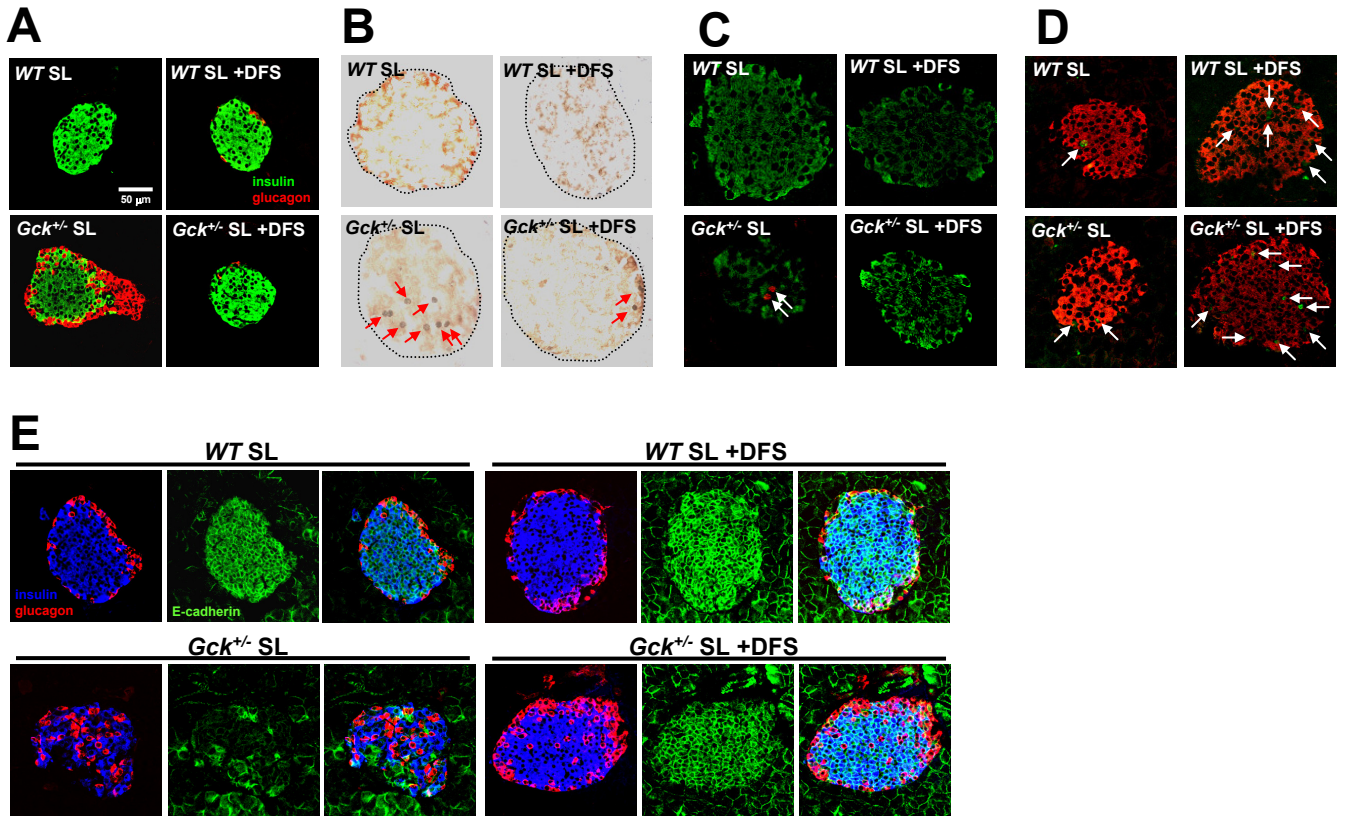 A
B
C
D
WT SL
WT SL +DFS
insulin
glucagon
50 μm
Gck+/- SL
Gck+/- SL +DFS
WT SL
WT SL +DFS
Gck+/- SL
Gck+/- SL +DFS
WT SL
WT SL +DFS
Gck+/- SL
Gck+/- SL +DFS
WT SL
WT SL +DFS
Gck+/- SL
Gck+/- SL +DFS
E
WT SL
WT SL +DFS
insulin
glucagon
E-cadherin
Gck+/- SL
Gck+/- SL +DFS